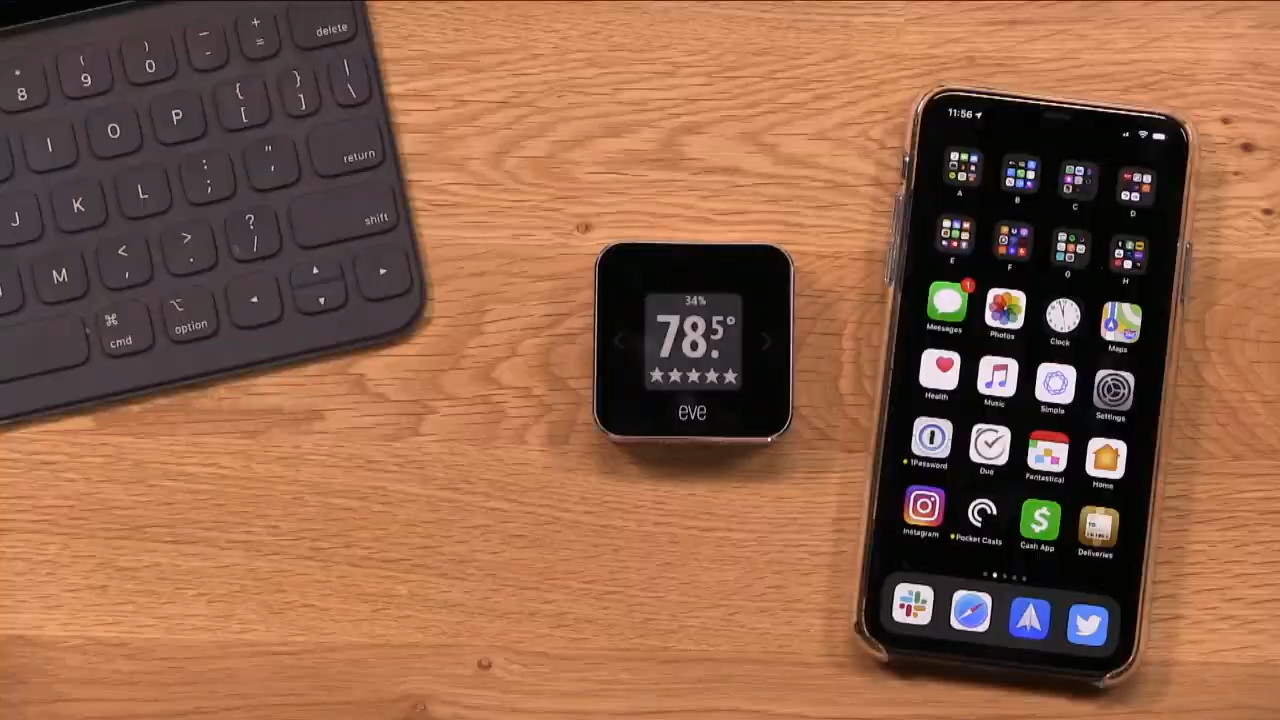 * 8
( 9
) 0
_ -
+ =
delete
I
O
P
{ [
} ]
| \
J
K
L
: ;
" '
return
M
< ,
> .
? /
shift
⌘
cmd
⌥
option
34%
78.5°
★★★★★
eve
11:56
A
B
C
D
E
F
G
H
1
Messages
Photos
Clock
Maps
Health
Music
Simple
Settings
1Password
Due
Fantastical
Home
Instagram
Pocket Casts
$
Cash App
Deliveries